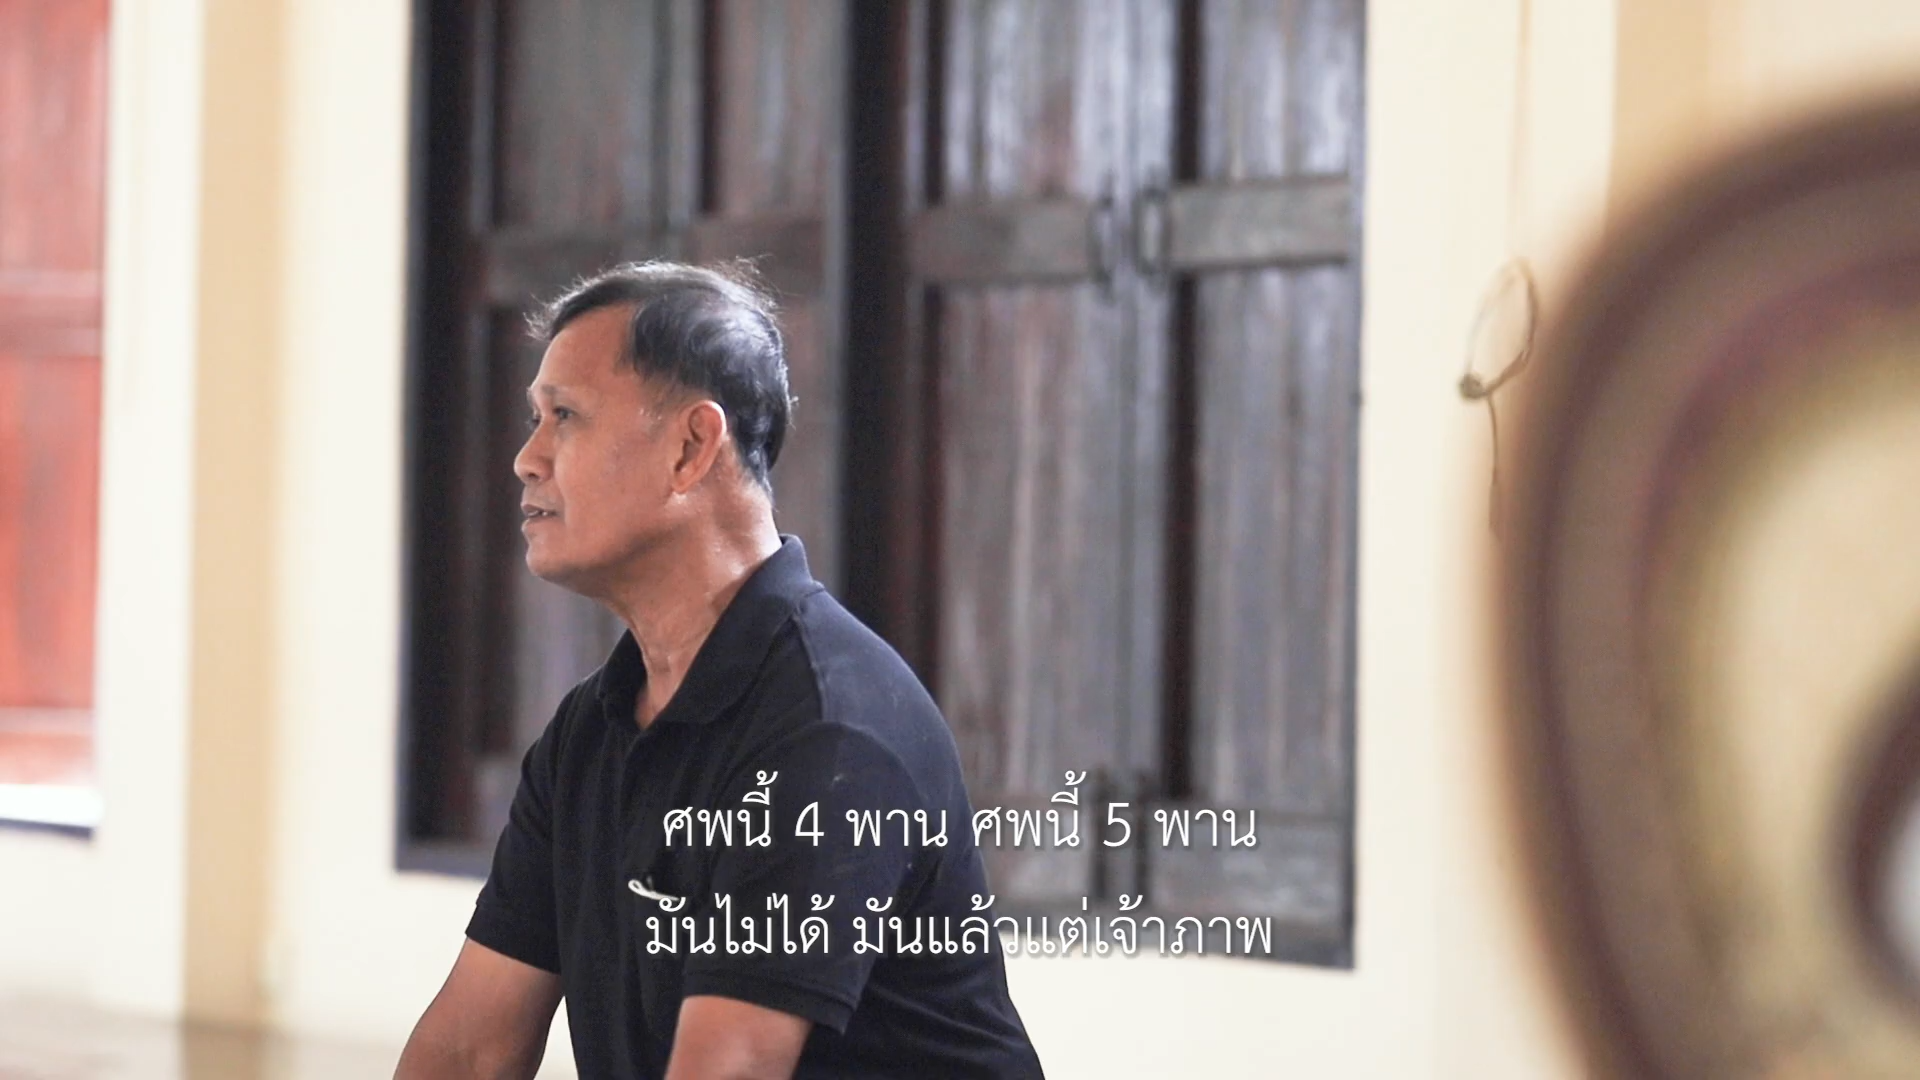 ศพนี้ 4 พาน ศพนี้ 5 พาน
มันไม่ได้ มันแล้วแต่เจ้าภาพ